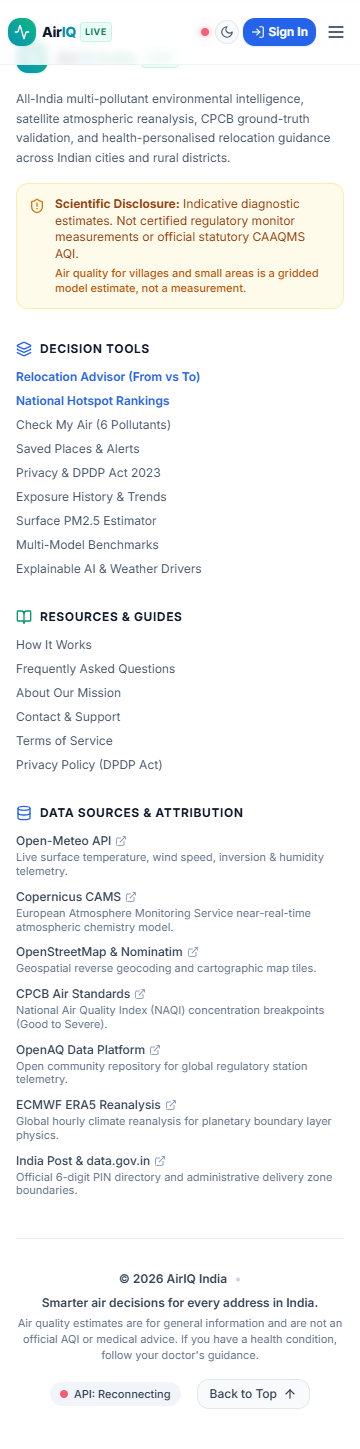 AirIQ LIVE
Sign In
All-India multi-pollutant environmental intelligence,
satellite atmospheric reanalysis, CPCB ground-truth
validation, and health-personalised relocation guidance
across Indian cities and rural districts.
Scientific Disclosure: Indicative diagnostic
estimates. Not certified regulatory monitor
measurements or official statutory CAAQMS
AQI.
Air quality for villages and small areas is a gridded
model estimate, not a measurement.
DECISION TOOLS
Relocation Advisor (From vs To)
National Hotspot Rankings
Check My Air (6 Pollutants)
Saved Places & Alerts
Privacy & DPDP Act 2023
Exposure History & Trends
Surface PM2.5 Estimator
Multi-Model Benchmarks
Explainable AI & Weather Drivers
RESOURCES & GUIDES
How It Works
Frequently Asked Questions
About Our Mission
Contact & Support
Terms of Service
Privacy Policy (DPDP Act)
DATA SOURCES & ATTRIBUTION
Open-Meteo API
Live surface temperature, wind speed, inversion & humidity
telemetry.
Copernicus CAMS
European Atmosphere Monitoring Service near-real-time
atmospheric chemistry model.
OpenStreetMap & Nominatim
Geospatial reverse geocoding and cartographic map tiles.
CPCB Air Standards
National Air Quality Index (NAQI) concentration breakpoints
(Good to Severe).
OpenAQ Data Platform
Open community repository for global regulatory station
telemetry.
ECMWF ERA5 Reanalysis
Global hourly climate reanalysis for planetary boundary layer
physics.
India Post & data.gov.in
Official 6-digit PIN directory and administrative delivery zone
boundaries.
© 2026 AirIQ India
Smarter air decisions for every address in India.
Air quality estimates are for general information and are not an
official AQI or medical advice. If you have a health condition,
follow your doctor's guidance.
API: Reconnecting
Back to Top